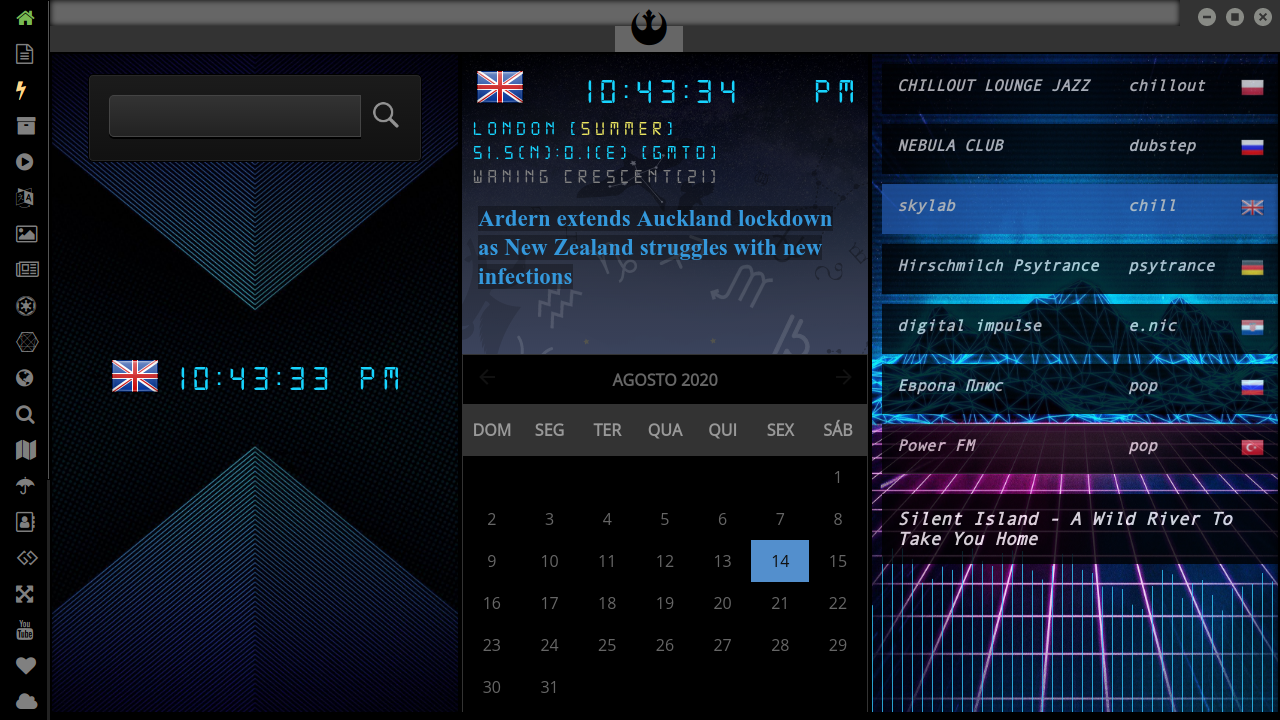 10:43:33 PM
10:43:34 PM
LONDON (SUMMER)
51.5(N):0.1(E) (GMT0)
WANING CRESCENT(21)
Ardern extends Auckland lockdown
as New Zealand struggles with new
infections
AGOSTO 2020
DOM SEG TER QUA QUI SEX SÁB
1
2 3 4 5 6 7 8
9 10 11 12 13 14 15
16 17 18 19 20 21 22
23 24 25 26 27 28 29
30 31
CHILLOUT LOUNGE JAZZ chillout
NEBULA CLUB dubstep
skylab chill
Hirschmilch Psytrance psytrance
digital impulse e.nic
Европа Плюс pop
Power FM pop
Silent Island - A Wild River To
Take You Home
You
Tube